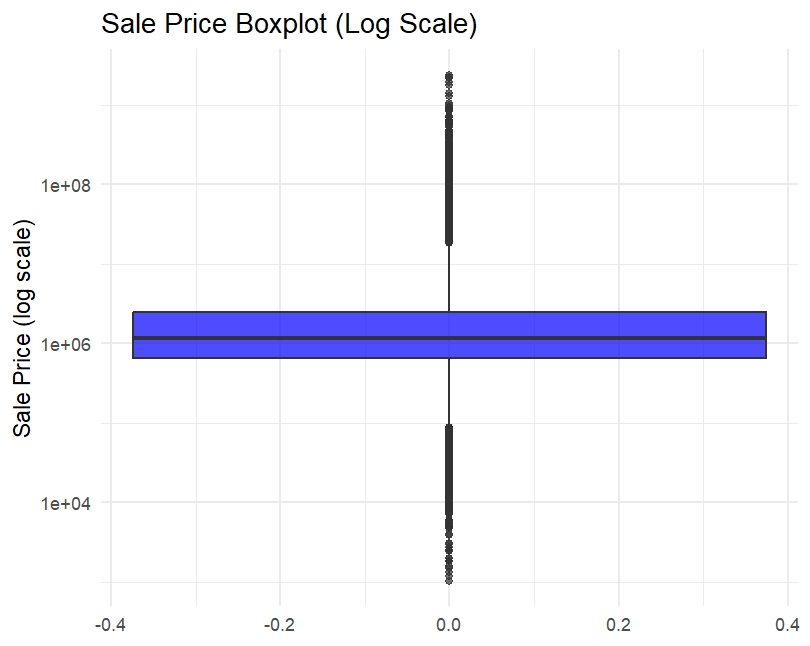 Sale Price Boxplot (Log Scale)
Sale Price (log scale)
1e+08
1e+06
1e+04
-0.4
-0.2
0.0
0.2
0.4